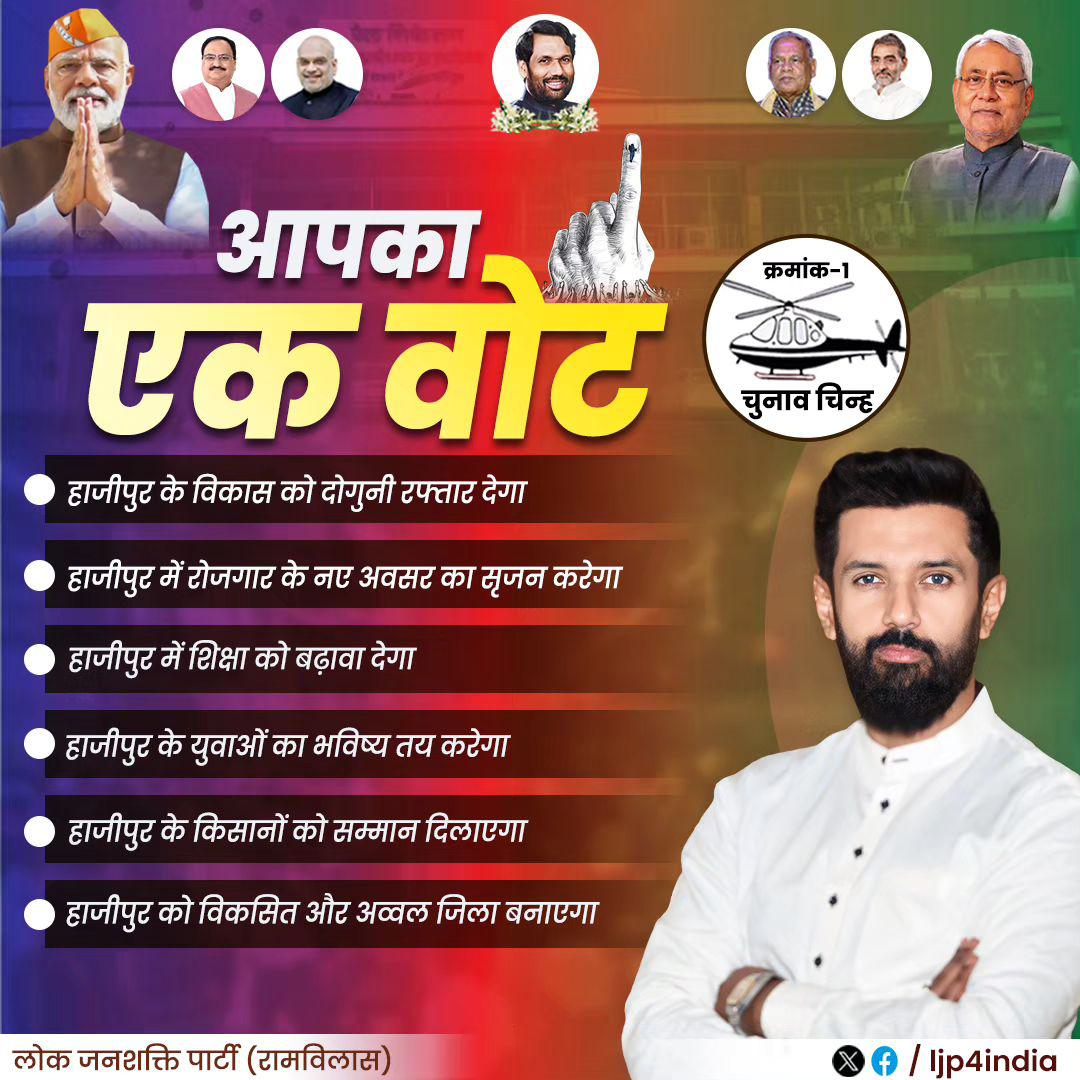 आपका
एक वोट
क्रमांक-1
चुनाव चिन्ह
हाजीपुर के विकास को दोगुनी रफ्तार देगा
हाजीपुर में रोजगार के नए अवसर का सृजन करेगा
हाजीपुर में शिक्षा को बढ़ावा देगा
हाजीपुर के युवाओं का भविष्य तय करेगा
हाजीपुर के किसानों को सम्मान दिलाएगा
हाजीपुर को विकसित और अव्वल जिला बनाएगा
लोक जनशक्ति पार्टी (रामविलास)
/ ljp4india